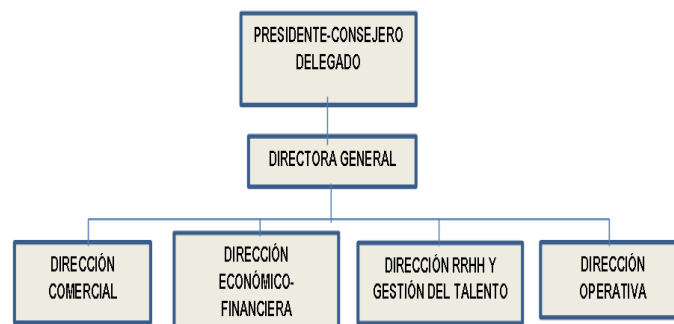 PRESIDENTE-CONSEJERO
DELEGADO
DIRECTORA GENERAL
DIRECCIÓN
COMERCIAL
DIRECCIÓN
ECONÓMICO-
FINANCIERA
DIRECCIÓN RRHH Y
GESTIÓN DEL TALENTO
DIRECCIÓN
OPERATIVA